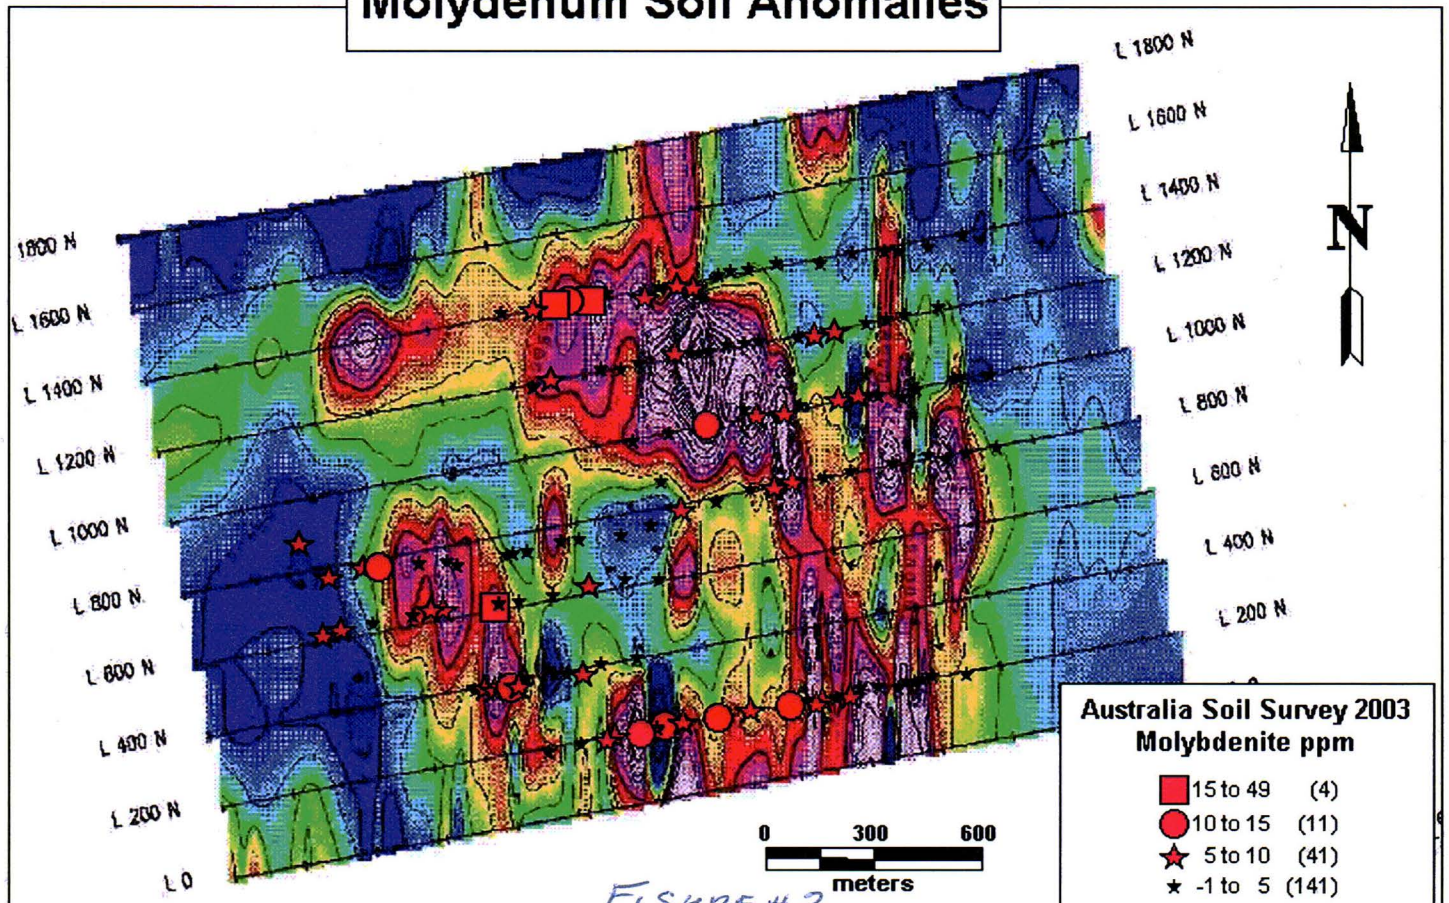 Molydenum Soil Anomalies
L 1800 N
L 1600 N
L 1400 N
L 1200 N
L 1000 N
L 800 N
L 600 N
L 400 N
L 200 N
N
1800 N
L 1600 N
L 1400 N
L 1200 N
L 1000 N
L 800 N
L 600 N
L 400 N
L 200 N
L 0
Australia Soil Survey 2003
Molybdenite ppm
15 to 49 (4)
10 to 15 (11)
5 to 10 (41)
-1 to 5 (141)
0 300 600
meters
FIGURE # 2